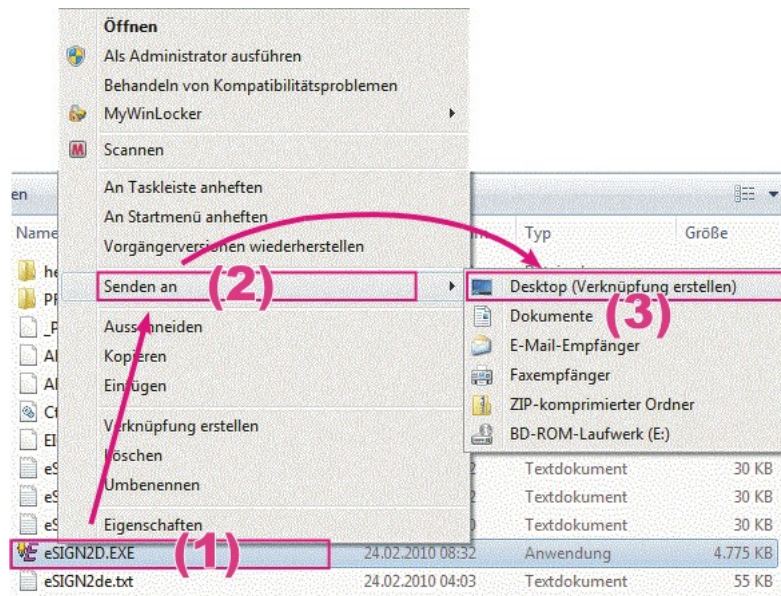 Öffnen
Als Administrator ausführen
Behandeln von Kompatibilitätsproblemen
MyWinLocker
Scannen
An Taskleiste anheften
An Startmenü anheften
Vorgängerversionen wiederherstellen
Senden an
(2)
Ausschneiden
Kopieren
Einfügen
Verknüpfung erstellen
Löschen
Umbenennen
Eigenschaften
en
Name Typ Größe
Desktop (Verknüpfung erstellen)
(3)
Dokumente
E-Mail-Empfänger
Faxempfänger
ZIP-komprimierter Ordner
BD-ROM-Laufwerk (E:)
Textdokument 30 KB
Textdokument 30 KB
Textdokument 30 KB
(1)
eSIGN2D.EXE 24.02.2010 08:32 Anwendung 4.775 KB
eSIGN2de.txt 24.02.2010 04:03 Textdokument 55 KB